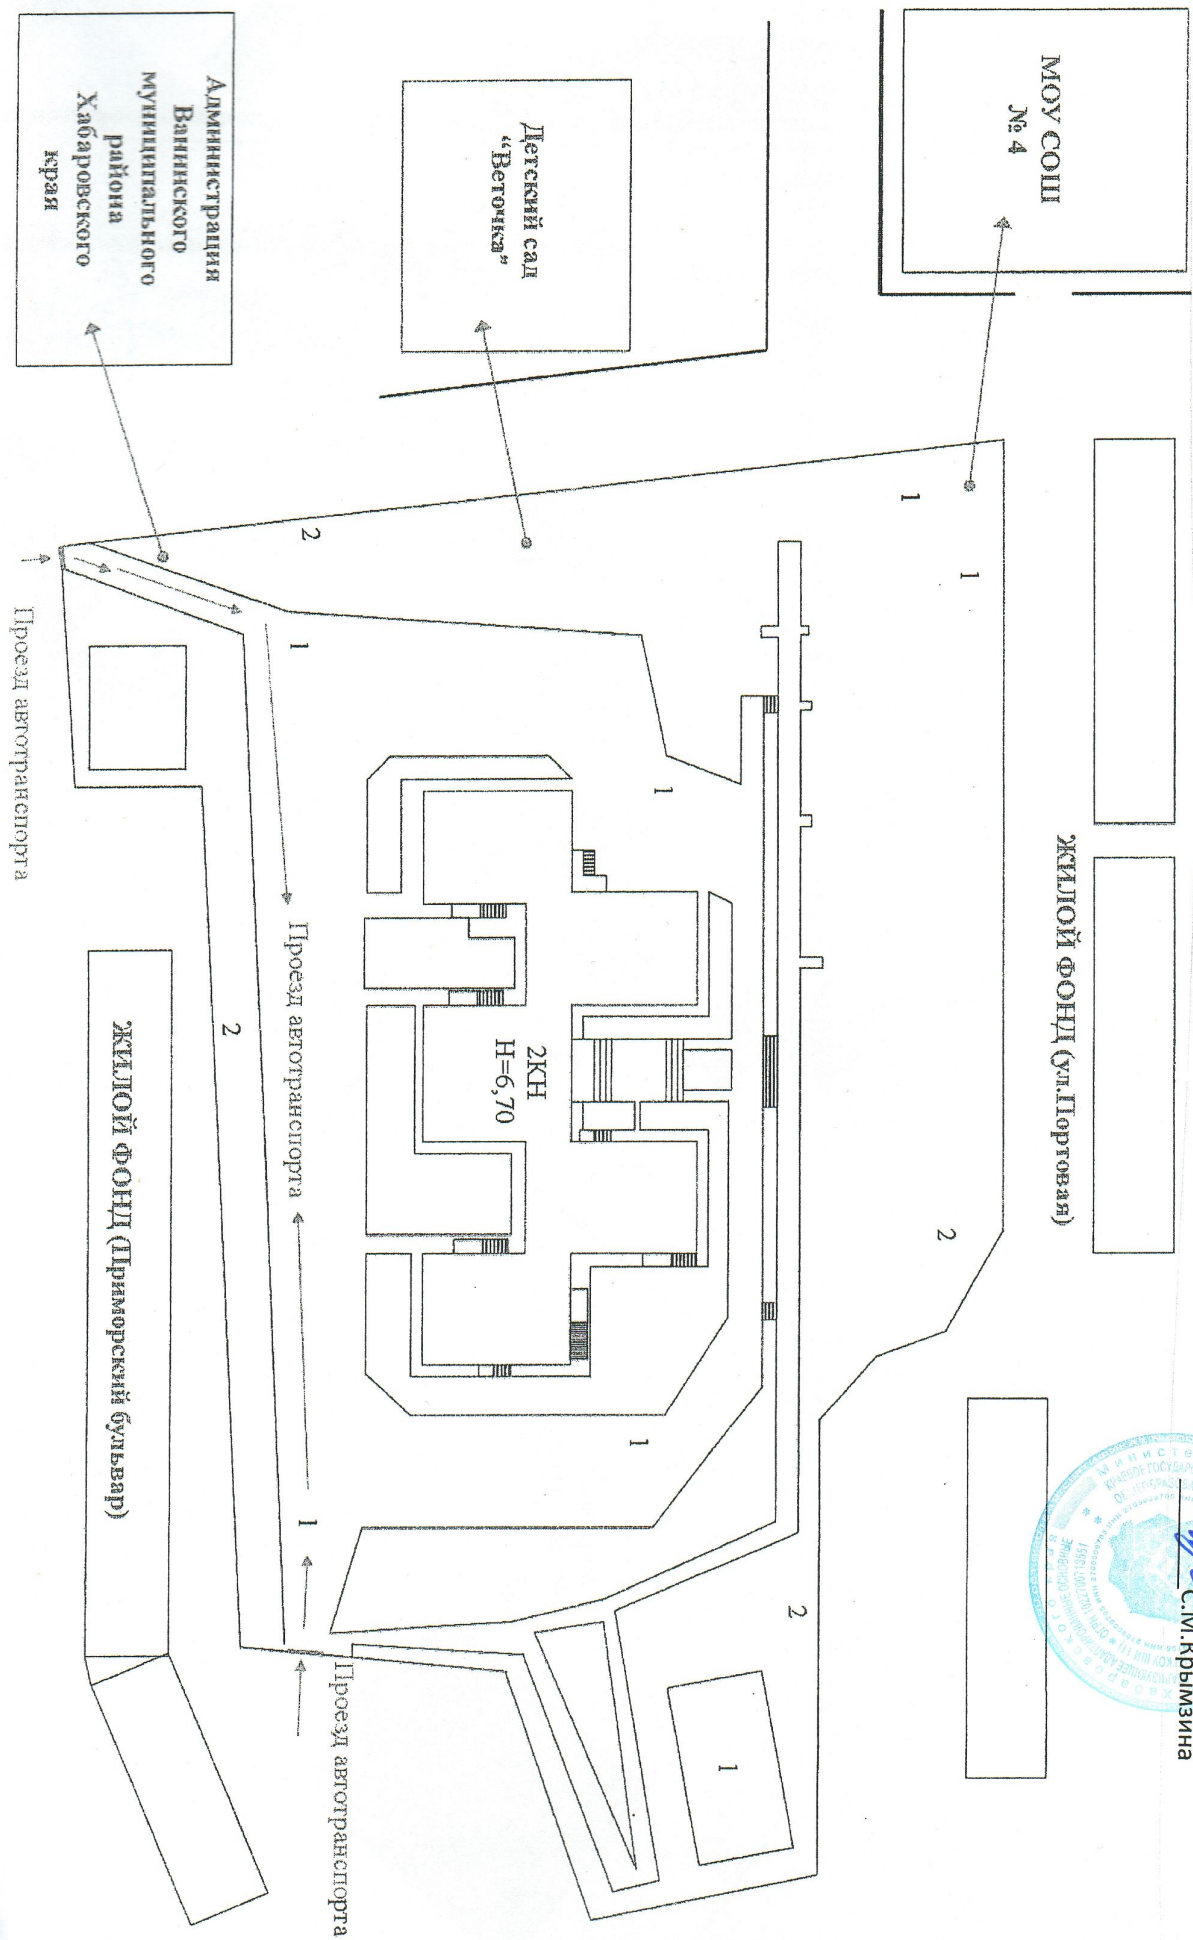 С.М.Крымзина
МОУ СОШ
№ 4
Детский сад
“Веточка”
Администрация
Ванинского
муниципального
района
Хабаровского
края
ЖИЛОЙ ФОНД (ул.Портовая)
1
1
2
2
1
1
2КН
Н=6,70
1
2
1
Проезд автотранспорта
1
Проезд автотранспорта
2
Проезд автотранспорта
ЖИЛОЙ ФОНД (Приморский бульвар)